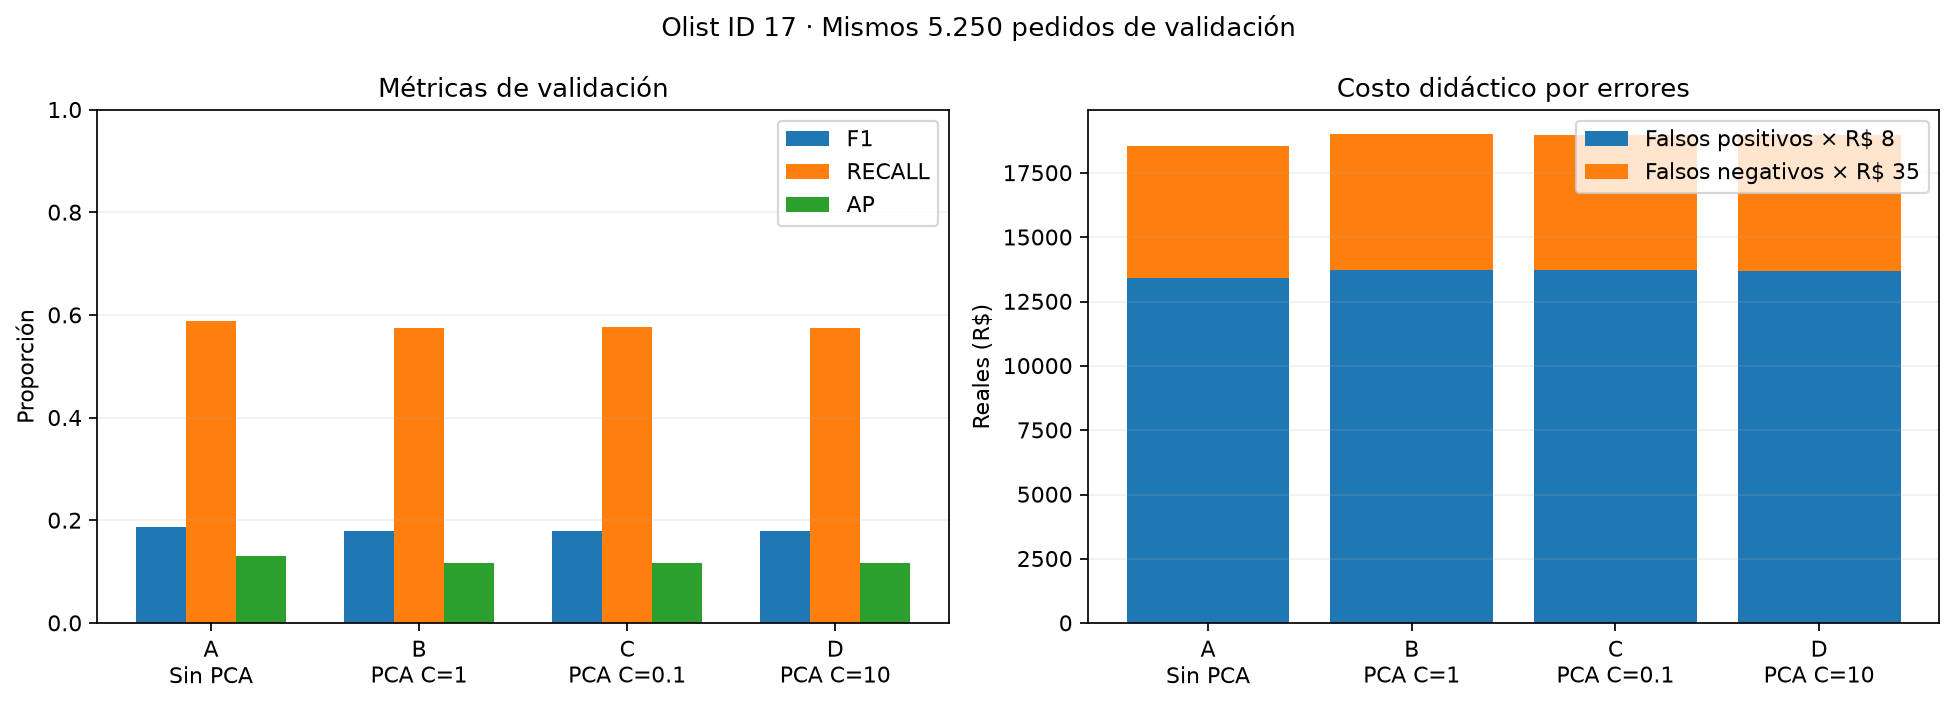 Olist ID 17 · Mismos 5.250 pedidos de validación
Métricas de validación
Proporción
1.0
0.8
0.6
0.4
0.2
0.0
F1
RECALL
AP
A
Sin PCA
B
PCA C=1
C
PCA C=0.1
D
PCA C=10
Costo didáctico por errores
Reales (R$)
17500
15000
12500
10000
7500
5000
2500
0
Falsos positivos × R$ 8
Falsos negativos × R$ 35
A
Sin PCA
B
PCA C=1
C
PCA C=0.1
D
PCA C=10